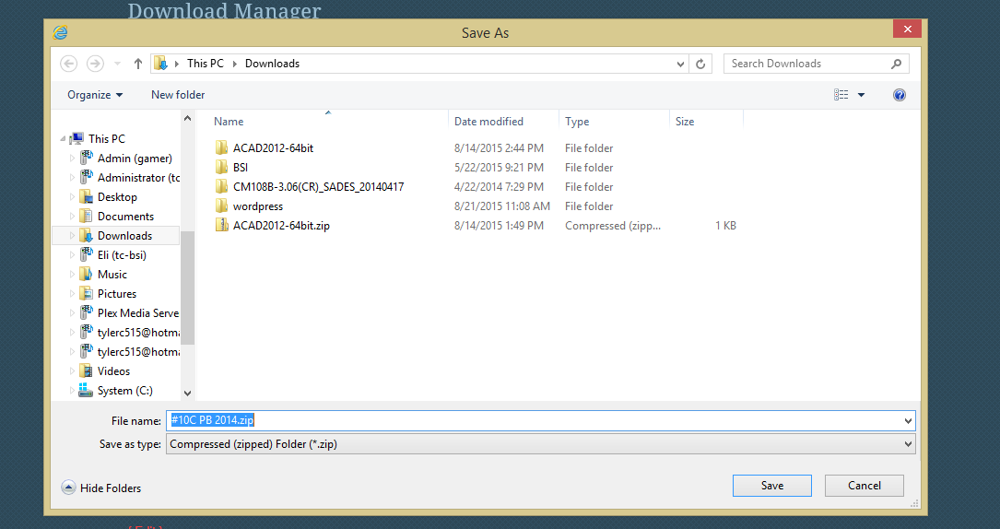 Download Manager
Save As
This PC Downloads
Search Downloads
Organize New folder
Name Date modified Type Size
This PC
Admin (gamer)
Administrator (tc
Desktop
Documents
Downloads
Eli (tc-bsi)
Music
Pictures
Plex Media Serve
tylerc515@hotma
tylerc515@hotma
Videos
System (C:)
ACAD2012-64bit 8/14/2015 2:44 PM File folder
BSI 5/22/2015 9:21 PM File folder
CM108B-3.06(CR)_SADES_20140417 4/22/2014 7:29 PM File folder
wordpress 8/21/2015 11:08 AM File folder
ACAD2012-64bit.zip 8/14/2015 1:49 PM Compressed (zipp... 1 KB
File name: #10C PB 2014.zip
Save as type: Compressed (zipped) Folder (*.zip)
Hide Folders
Save Cancel